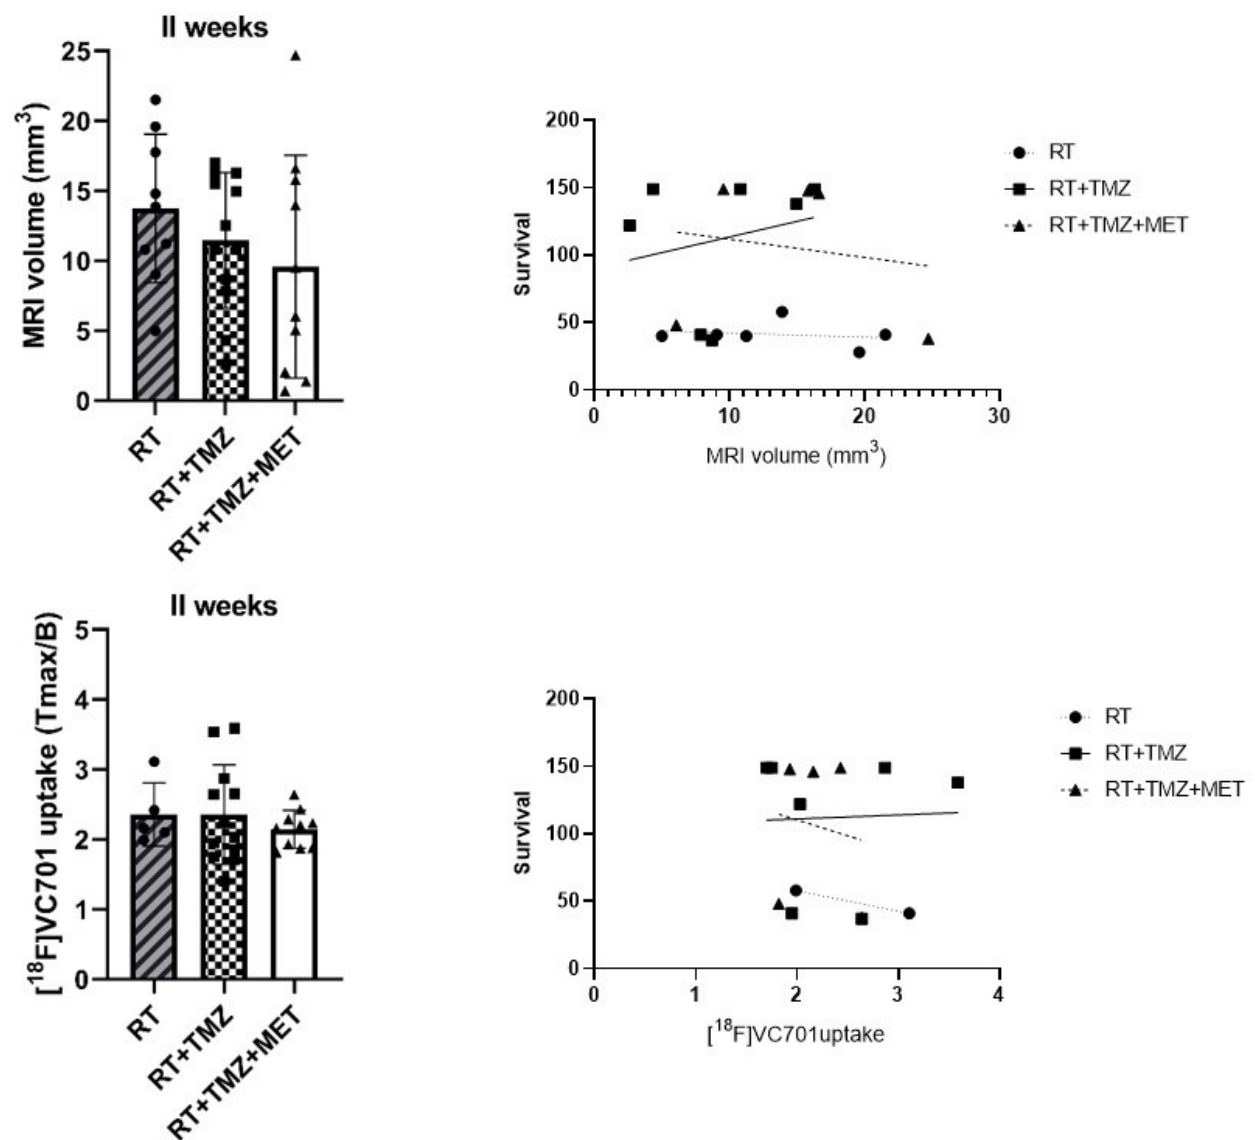 II weeks
MRI volume (mm³)
25
20
15
10
5
0
RT
RT+TMZ
RT+TMZ+MET
Survival
200
150
100
50
0
0
10
20
30
MRI volume (mm³)
RT
RT+TMZ
RT+TMZ+MET
II weeks
[¹⁸F]VC701 uptake (Tmax/B)
5
4
3
2
1
0
RT
RT+TMZ
RT+TMZ+MET
Survival
200
150
100
50
0
0
1
2
3
4
[¹⁸F]VC701uptake
RT
RT+TMZ
RT+TMZ+MET